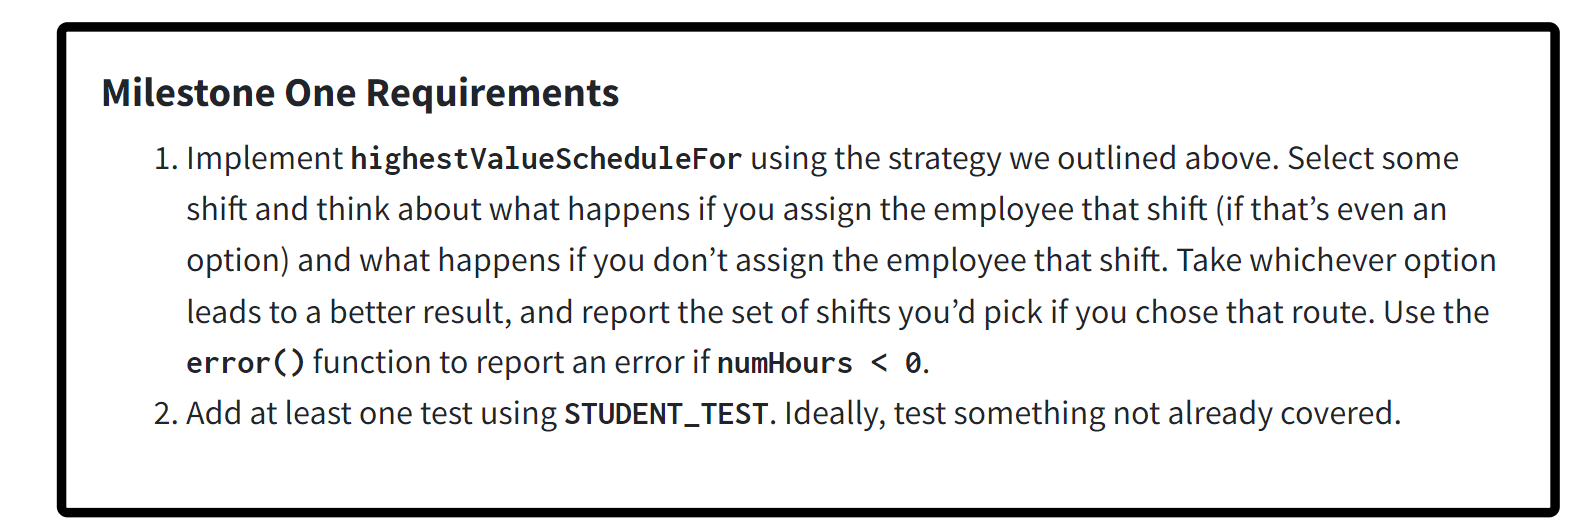 Milestone One Requirements
1. Implement highestValueScheduleFor using the strategy we outlined above. Select some
shift and think about what happens if you assign the employee that shift (if that’s even an
option) and what happens if you don’t assign the employee that shift. Take whichever option
leads to a better result, and report the set of shifts you’d pick if you chose that route. Use the
error() function to report an error if numHours < 0.
2. Add at least one test using STUDENT_TEST. Ideally, test something not already covered.